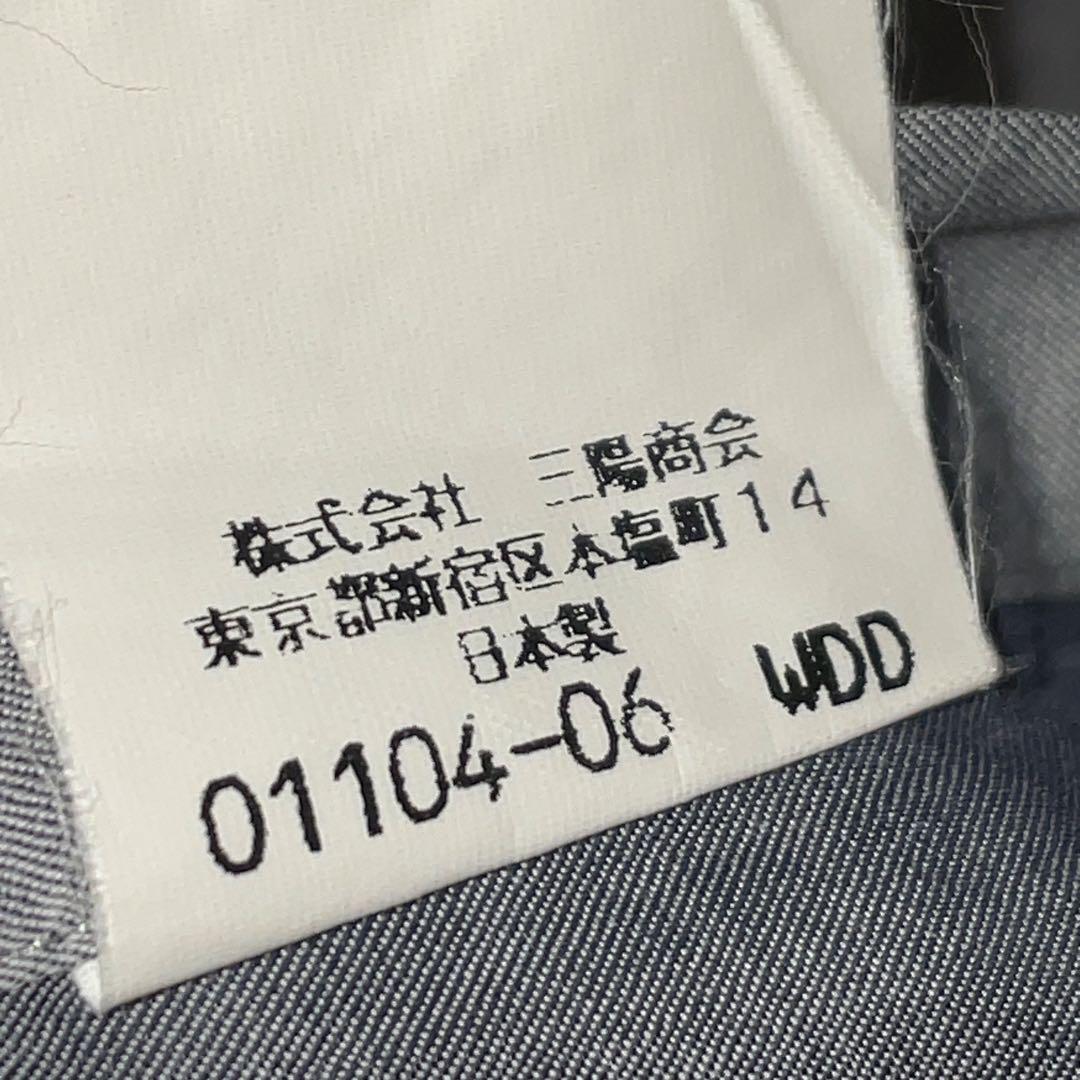 株式会社 三陽商会
東京都新宿区本塩町14
日本製
01104-06 WDD